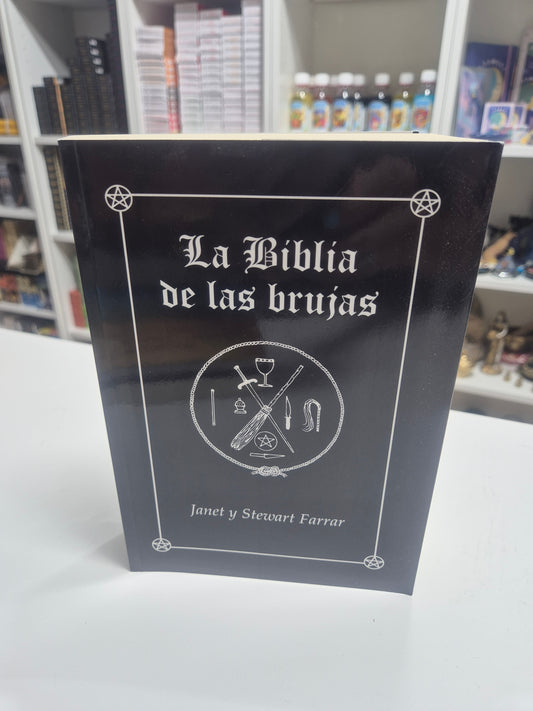 La Biblia
de las brujas
Janet y Stewart Farrar